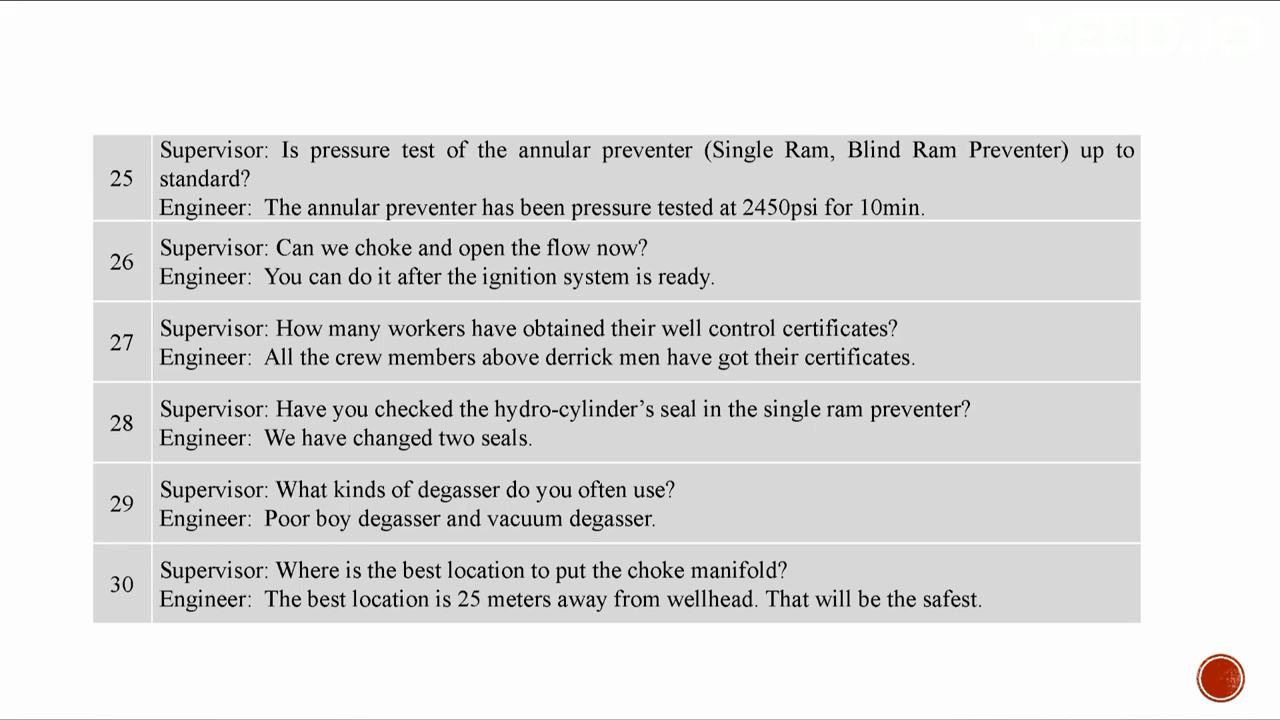 VEED.IO
25
Supervisor: Is pressure test of the annular preventer (Single Ram, Blind Ram Preventer) up to
standard?
Engineer: The annular preventer has been pressure tested at 2450psi for 10min.
26
Supervisor: Can we choke and open the flow now?
Engineer: You can do it after the ignition system is ready.
27
Supervisor: How many workers have obtained their well control certificates?
Engineer: All the crew members above derrick men have got their certificates.
28
Supervisor: Have you checked the hydro-cylinder’s seal in the single ram preventer?
Engineer: We have changed two seals.
29
Supervisor: What kinds of degasser do you often use?
Engineer: Poor boy degasser and vacuum degasser.
30
Supervisor: Where is the best location to put the choke manifold?
Engineer: The best location is 25 meters away from wellhead. That will be the safest.